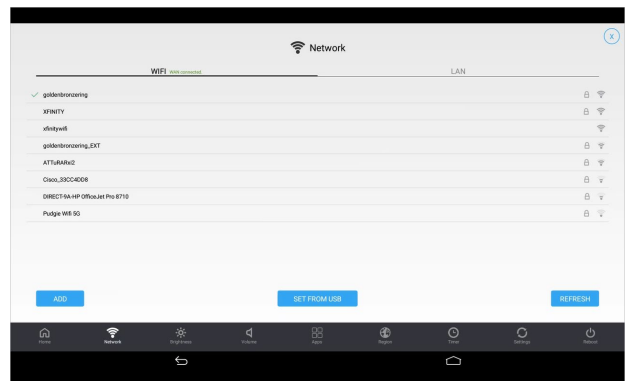 X
Network
WIFI WAN connected LAN
goldenbronzering
XFINITY
xfinitywifi
goldenbronzering_EXT
ATTuRARxi2
Cisco_33CC4DD8
DIRECT-9A-HP OfficeJet Pro 8710
Pudgie Wifi 5G
ADD SET FROM USB REFRESH
Home Network Brightness Volume Apps Region Timer Settings Reboot